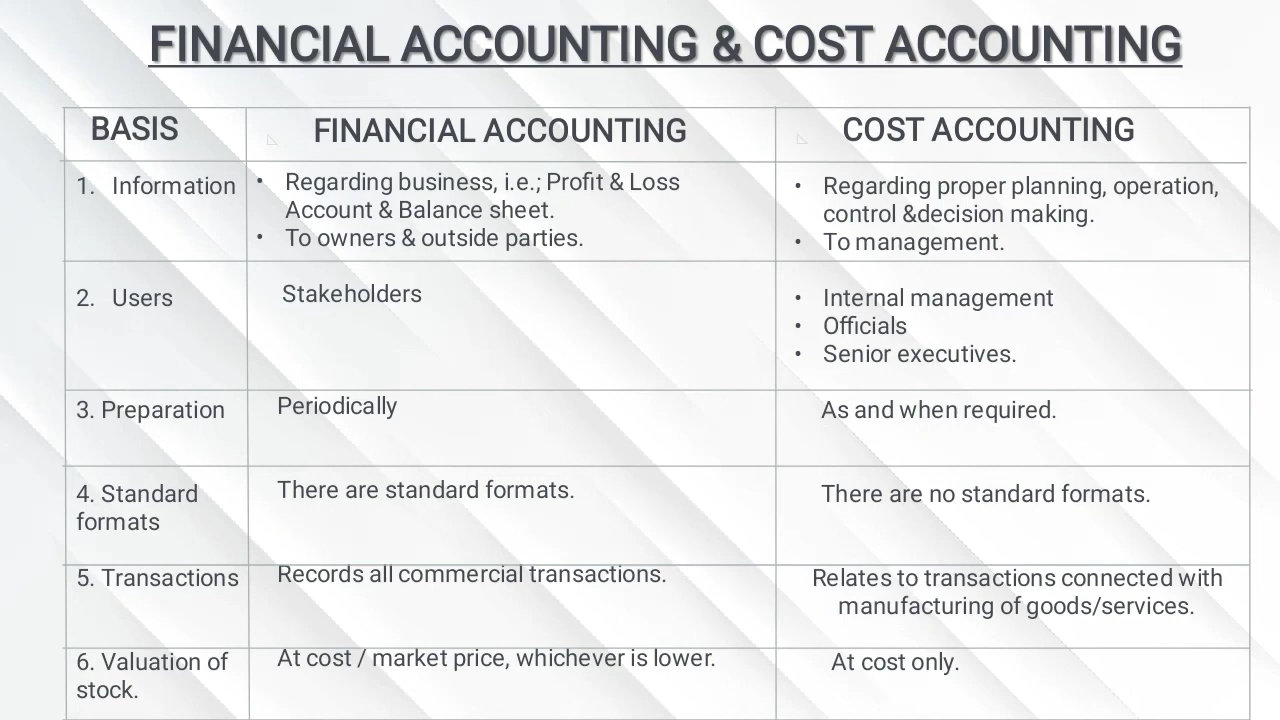 FINANCIAL ACCOUNTING & COST ACCOUNTING
BASIS
FINANCIAL ACCOUNTING
COST ACCOUNTING
1. Information
• Regarding business, i.e.; Profit & Loss
Account & Balance sheet.
• To owners & outside parties.
• Regarding proper planning, operation,
control &decision making.
• To management.
2. Users
Stakeholders
• Internal management
• Officials
• Senior executives.
3. Preparation
Periodically
As and when required.
4. Standard
formats
There are standard formats.
There are no standard formats.
5. Transactions
Records all commercial transactions.
Relates to transactions connected with
manufacturing of goods/services.
6. Valuation of
stock.
At cost / market price, whichever is lower.
At cost only.